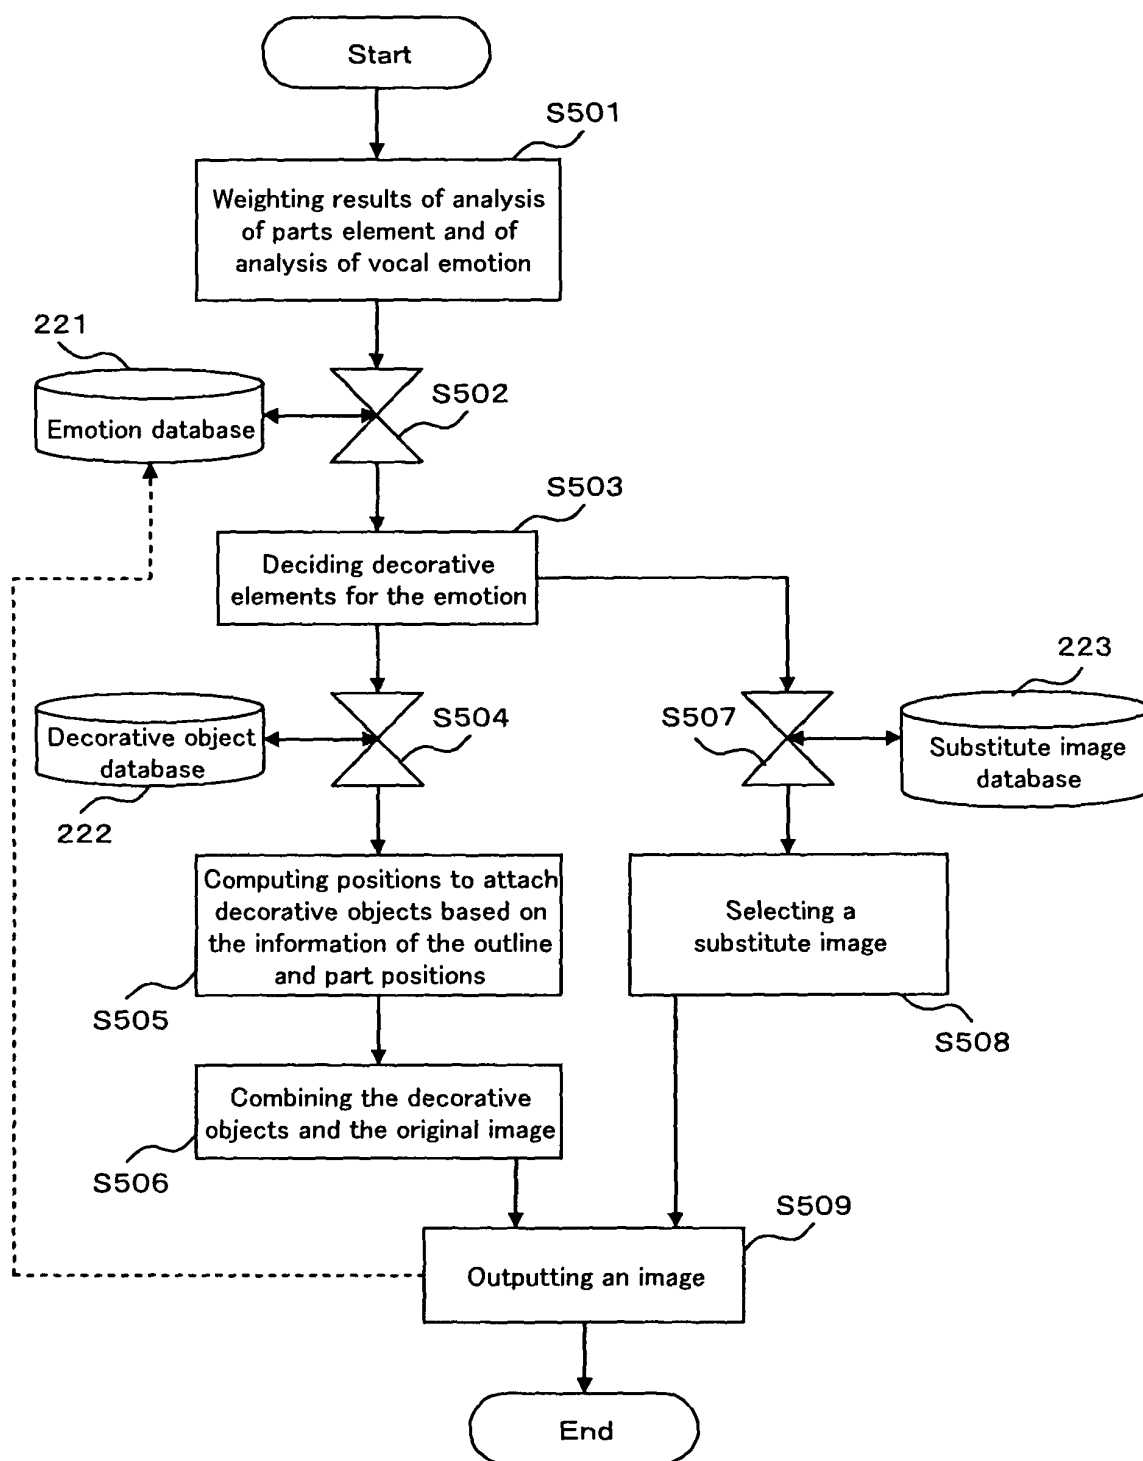 Start
S501
Weighting results of analysis
of parts element and of
analysis of vocal emotion
221
Emotion database
S502
S503
Deciding decorative
elements for the emotion
Decorative object
database
222
S504
S507
223
Substitute image
database
Computing positions to attach
decorative objects based on
the information of the outline
and part positions
S505
Selecting a
substitute image
S508
Combining the decorative
objects and the original image
S506
S509
Outputting an image
End